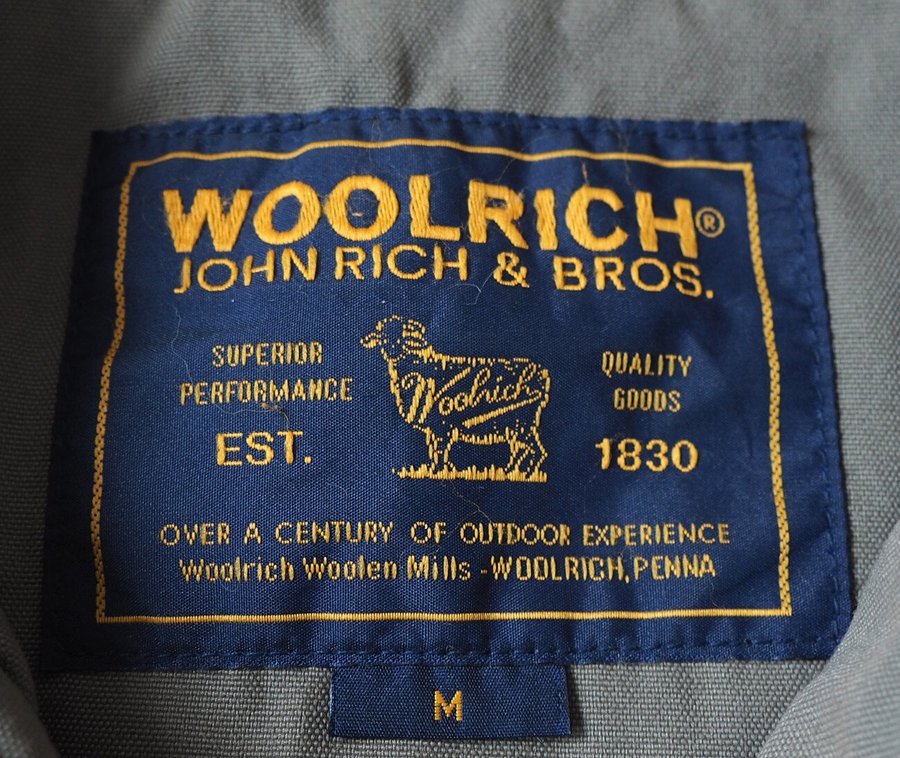 WOOLRICH®
JOHN RICH & BROS.
SUPERIOR
PERFORMANCE
EST.
Woolrich
QUALITY
GOODS
1830
OVER A CENTURY OF OUTDOOR EXPERIENCE
Woolrich Woolen Mills -WOOLRICH, PENNA
M